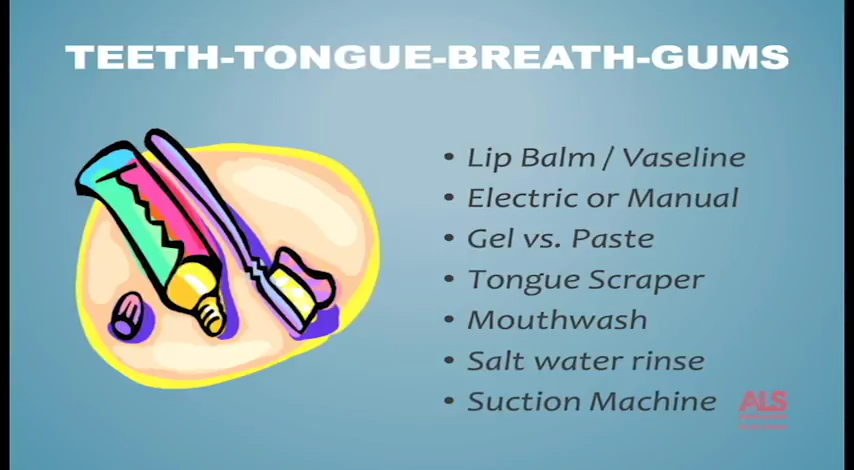 TEETH-TONGUE-BREATH-GUMS
• Lip Balm / Vaseline
• Electric or Manual
• Gel vs. Paste
• Tongue Scraper
• Mouthwash
• Salt water rinse
• Suction Machine
ALS